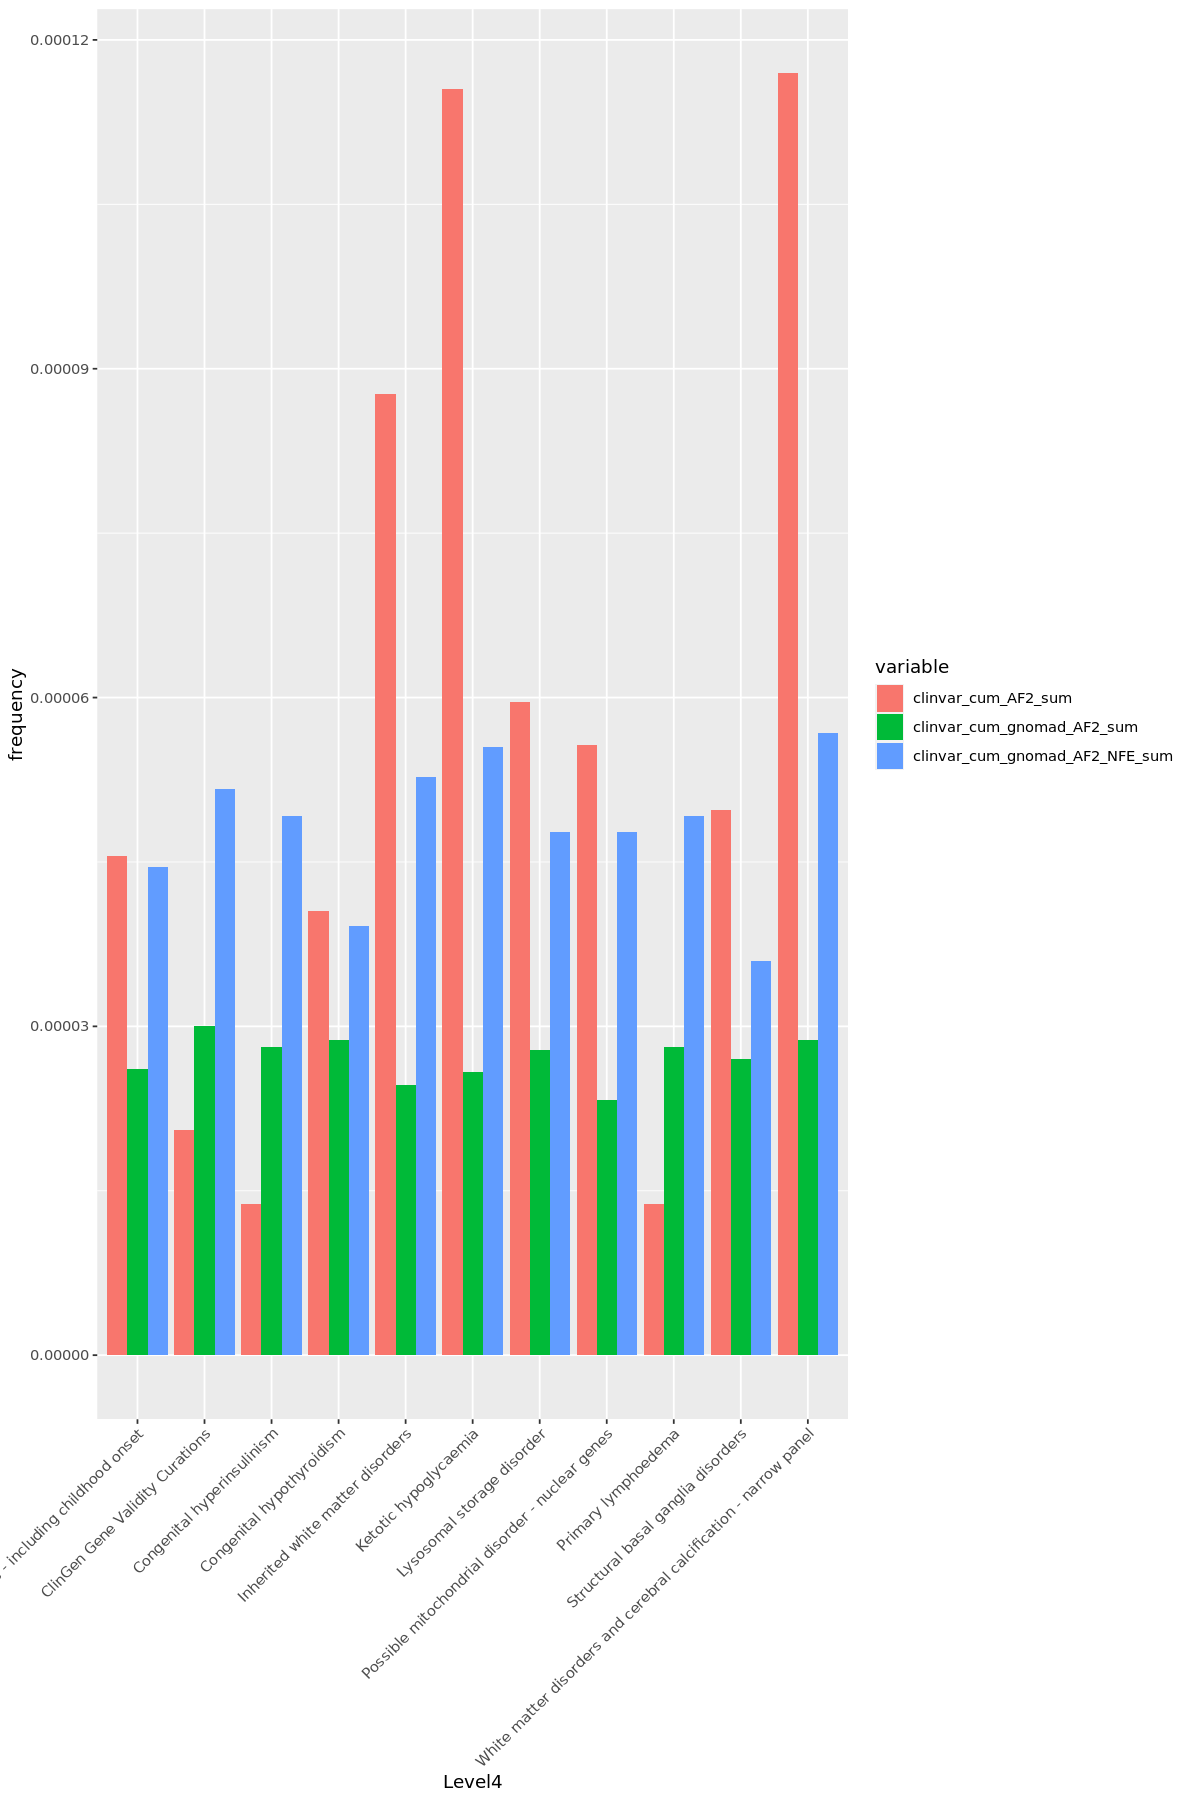 0.00012
0.00009
0.00006
0.00003
0.00000
frequency
- including childhood onset
ClinGen Gene Validity Curations
Congenital hyperinsulinism
Congenital hypothyroidism
Inherited white matter disorders
Ketotic hypoglycaemia
Lysosomal storage disorder
Possible mitochondrial disorder - nuclear genes
Primary lymphoedema
Structural basal ganglia disorders
White matter disorders and cerebral calcification - narrow panel
Level4
variable
clinvar_cum_AF2_sum
clinvar_cum_gnomad_AF2_sum
clinvar_cum_gnomad_AF2_NFE_sum